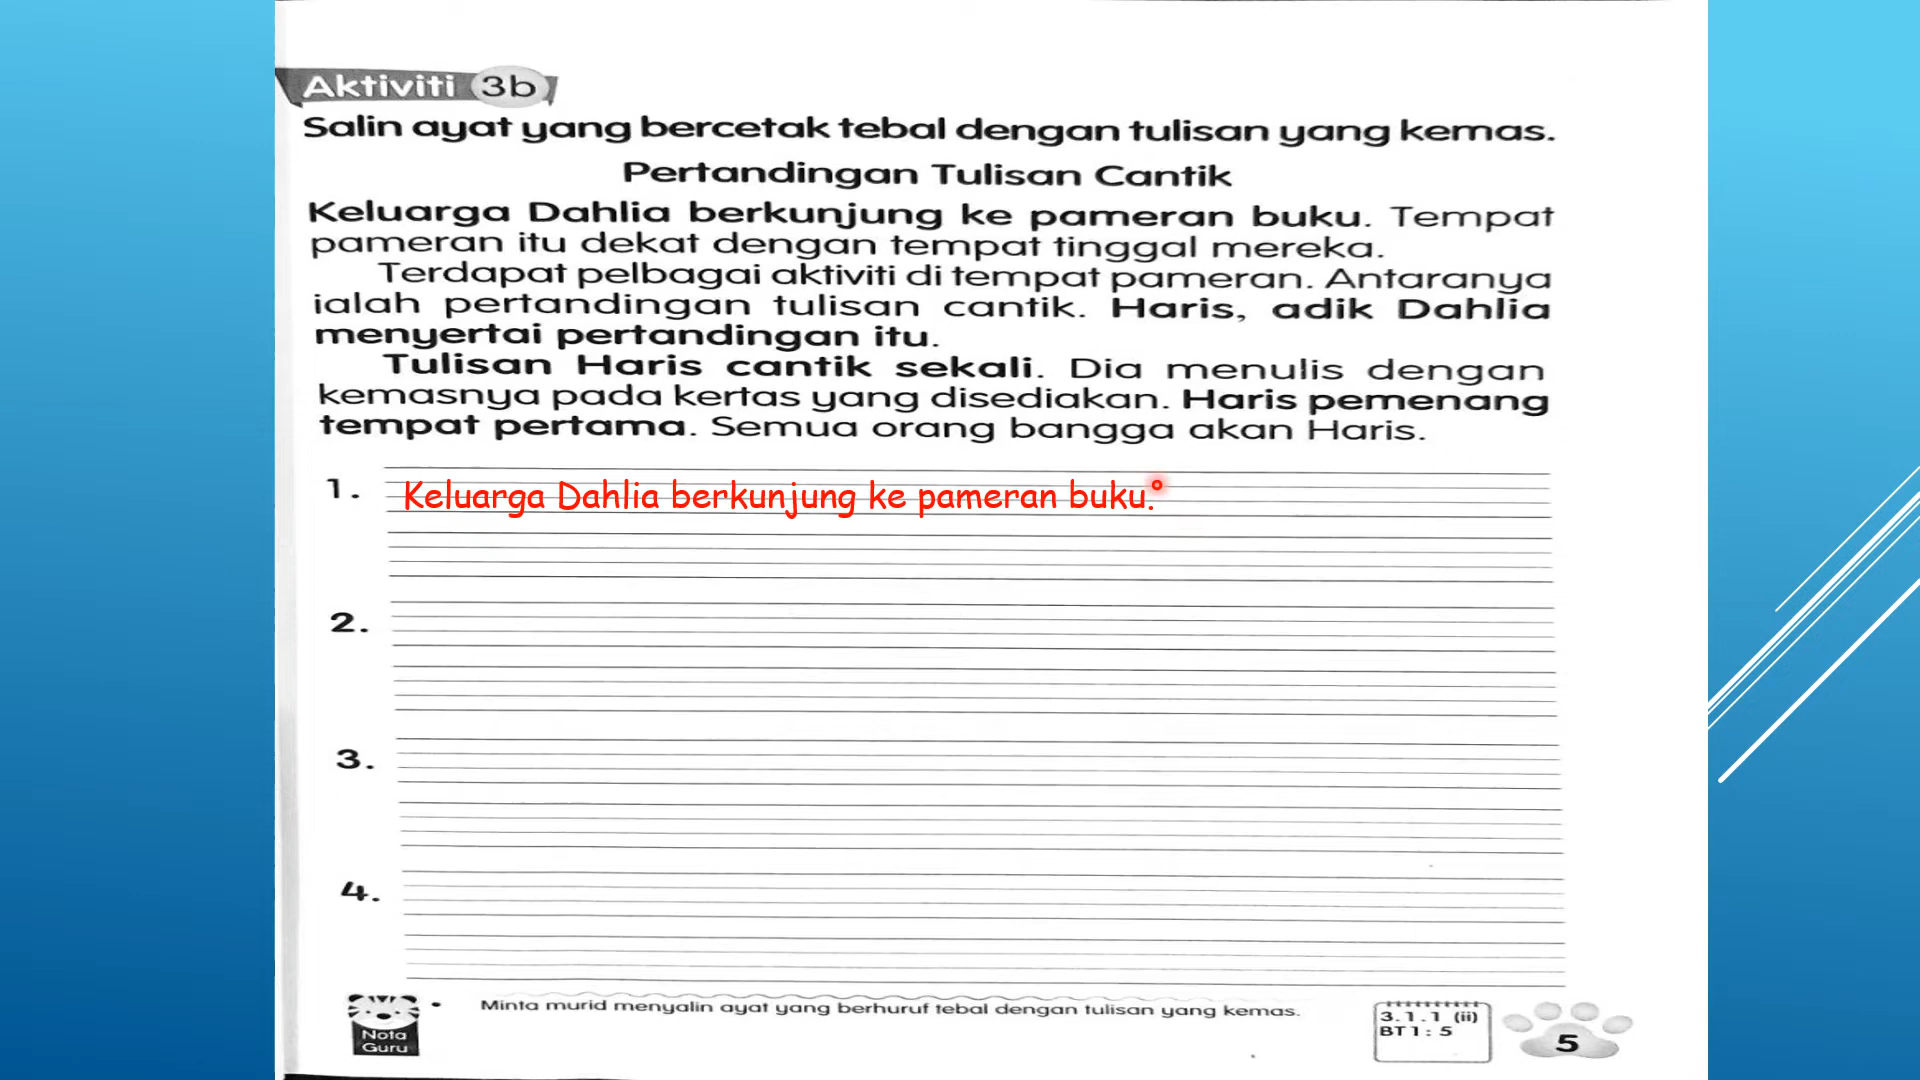 Aktiviti 3b
Salin ayat yang bercetak tebal dengan tulisan yang kemas.
Pertandingan Tulisan Cantik
Keluarga Dahlia berkunjung ke pameran buku. Tempat
pameran itu dekat dengan tempat tinggal mereka.
Terdapat pelbagai aktiviti di tempat pameran. Antaranya
ialah pertandingan tulisan cantik. Haris, adik Dahlia
menyertai pertandingan itu.
Tulisan Haris cantik sekali. Dia menulis dengan
kemasnya pada kertas yang disediakan. Haris pemenang
tempat pertama. Semua orang bangga akan Haris.
1. Keluarga Dahlia berkunjung ke pameran buku.
2.
3.
4.
Nota
Guru
• Minta murid menyalin ayat yang berhuruf tebal dengan tulisan yang kemas.
3.1.1 (ii)
BT1: 5
5